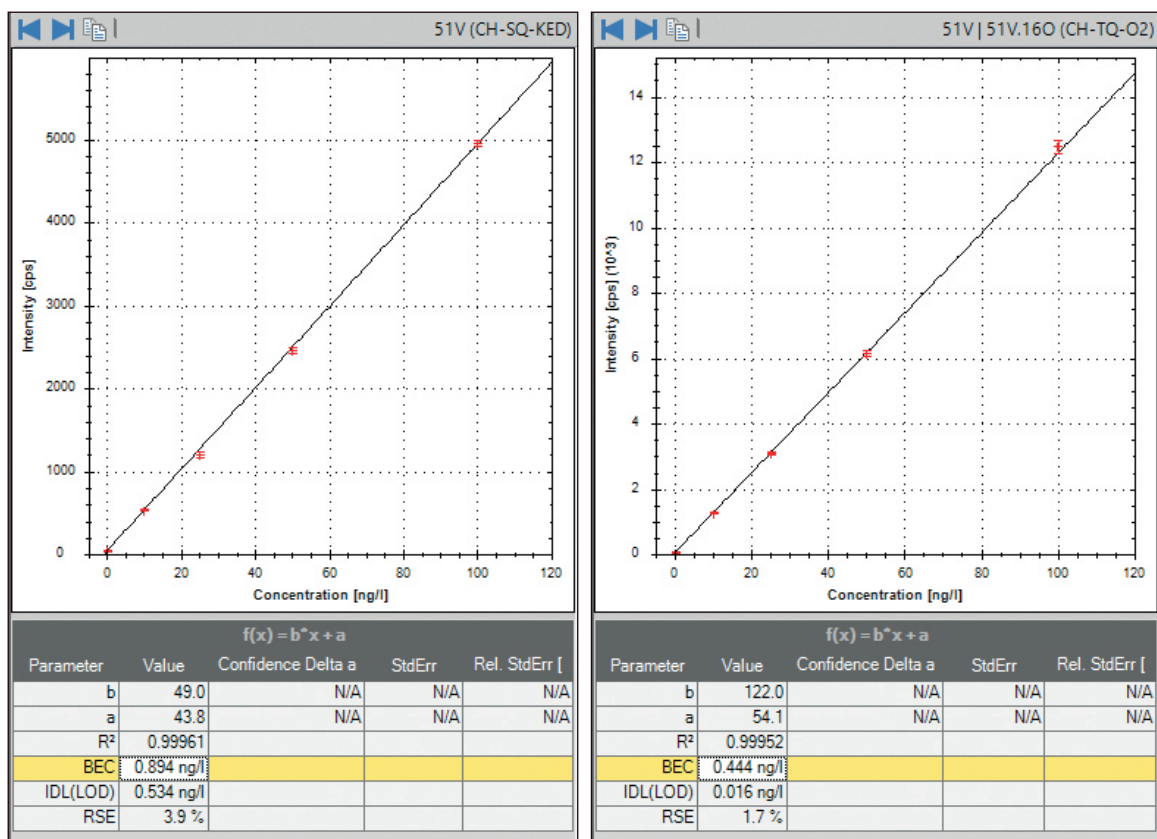 51V (CH-SQ-KED)
Intensity [cps]
5000
4000
3000
2000
1000
0
0 20 40 60 80 100 120
Concentration [ng/l]
f(x) = b*x + a
Parameter Value Confidence Delta a StdErr Rel. StdErr [
b 49.0 N/A N/A N/A
a 43.8 N/A N/A N/A
R² 0.99961
BEC 0.894 ng/l
IDL(LOD) 0.534 ng/l
RSE 3.9 %
51V | 51V.16O (CH-TQ-O2)
Intensity [cps] (10^3)
14
12
10
8
6
4
2
0
0 20 40 60 80 100 120
Concentration [ng/l]
f(x) = b*x + a
Parameter Value Confidence Delta a StdErr Rel. StdErr [
b 122.0 N/A N/A N/A
a 54.1 N/A N/A N/A
R² 0.99952
BEC 0.444 ng/l
IDL(LOD) 0.016 ng/l
RSE 1.7 %